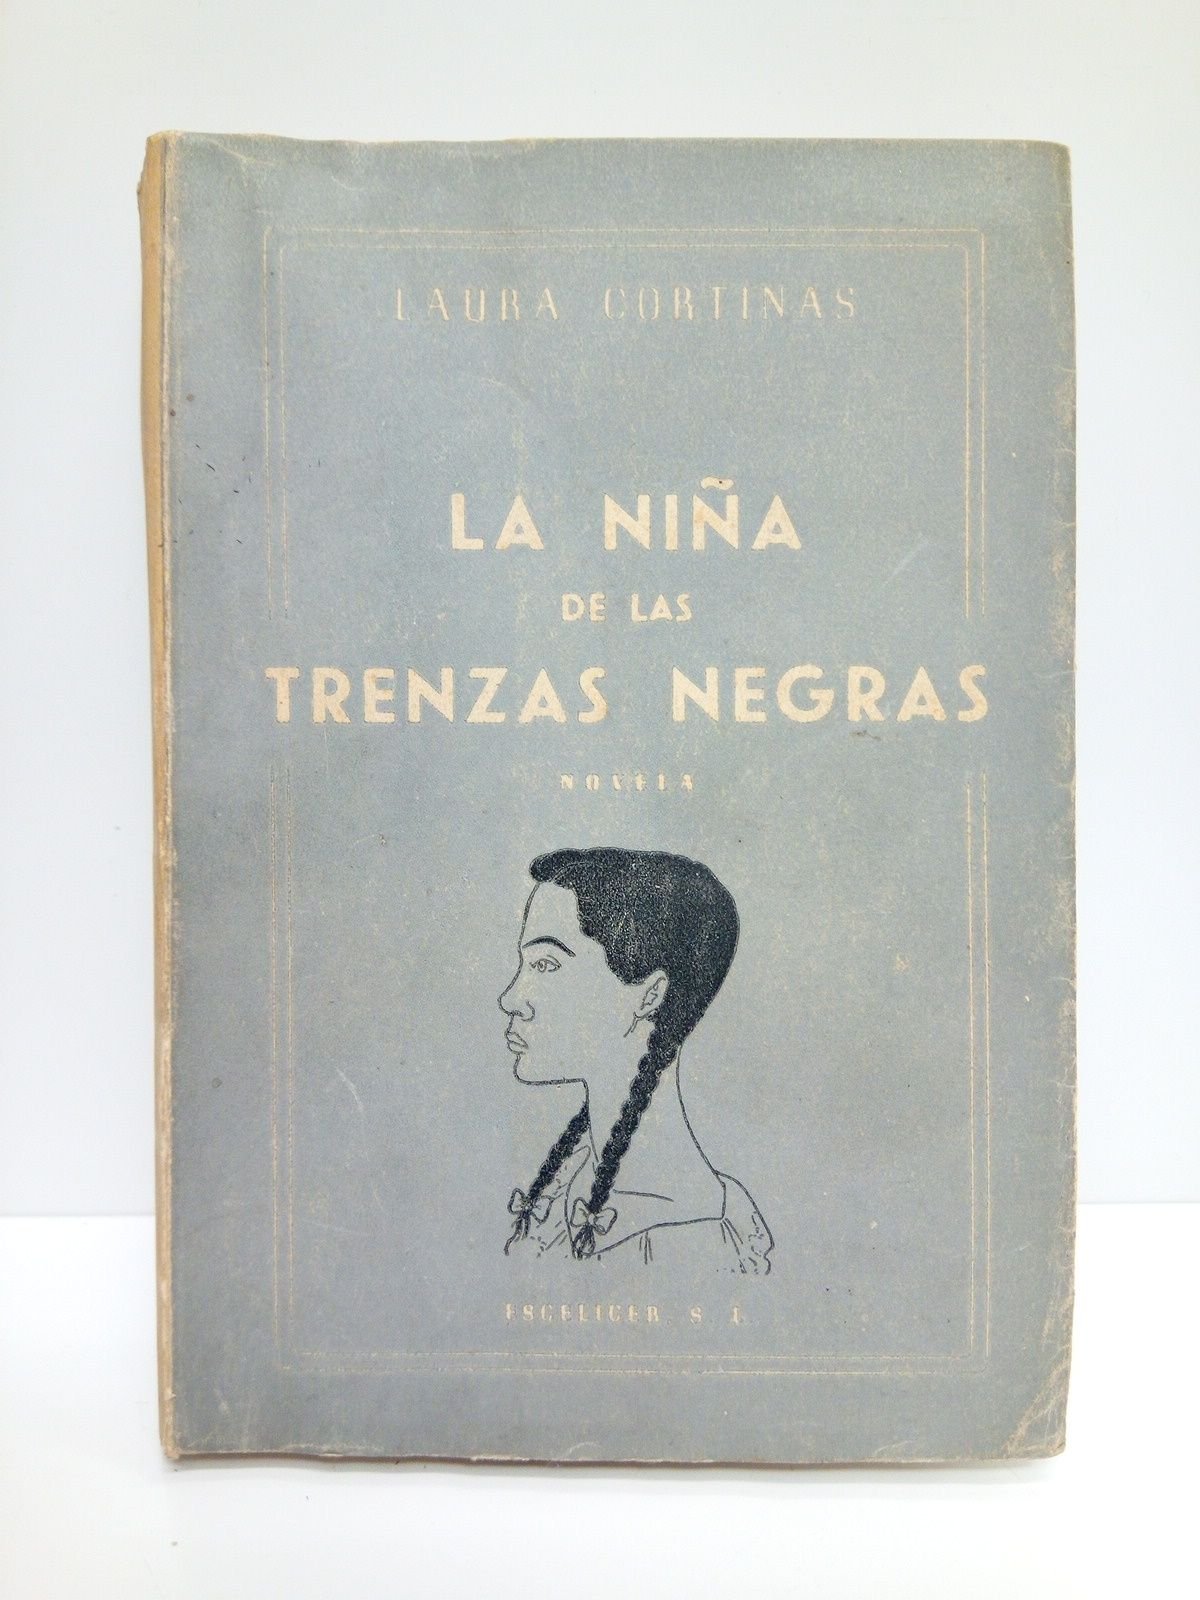 LAURA CORTINAS
LA NIÑA
DE LAS
TRENZAS NEGRAS
NOVELA
ESCELICER, S. L.